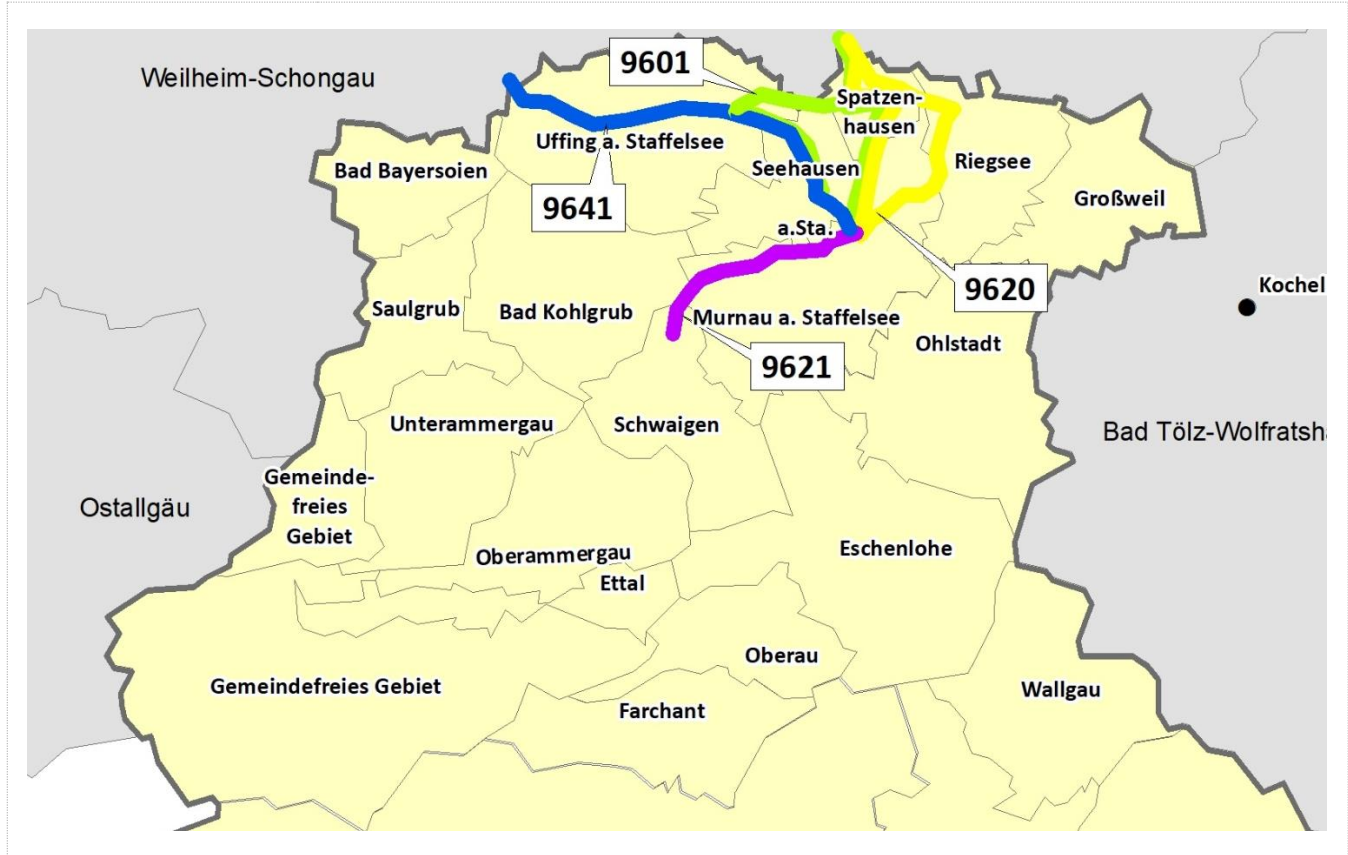 Weilheim-Schongau
9601
Spatzen-
hausen
Uffing a. Staffelsee
Seehausen
Riegsee
Bad Bayersoien
Großweil
9641
a.Sta.
9620
Kochel
Saulgrub
Bad Kohlgrub
Murnau a. Staffelsee
Ohlstadt
9621
Unterammergau
Schwaigen
Bad Tölz-Wolfratsha
Gemeinde-
freies
Gebiet
Ostallgäu
Eschenlohe
Oberammergau
Ettal
Oberau
Gemeindefreies Gebiet
Wallgau
Farchant